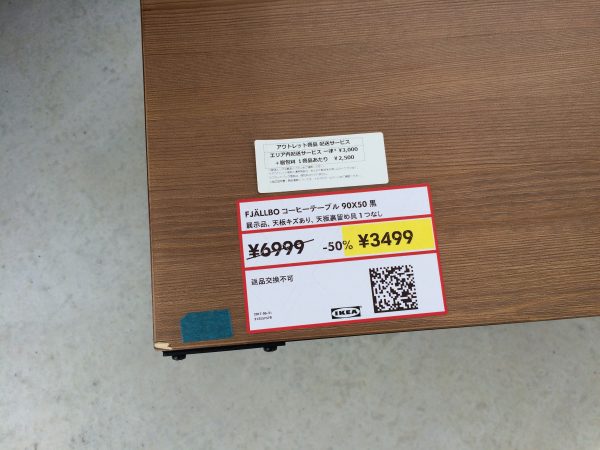 アウトレット商品 配送サービス
エリア内配送サービス 一律* ¥3,000
+ 梱包料 1商品あたり ¥2,500
FJÄLLBO コーヒーテーブル 90X50 黒
展示品、天板キズあり、天板裏留め具1つなし
¥6999
-50% ¥3499
返品交換不可
IKEA